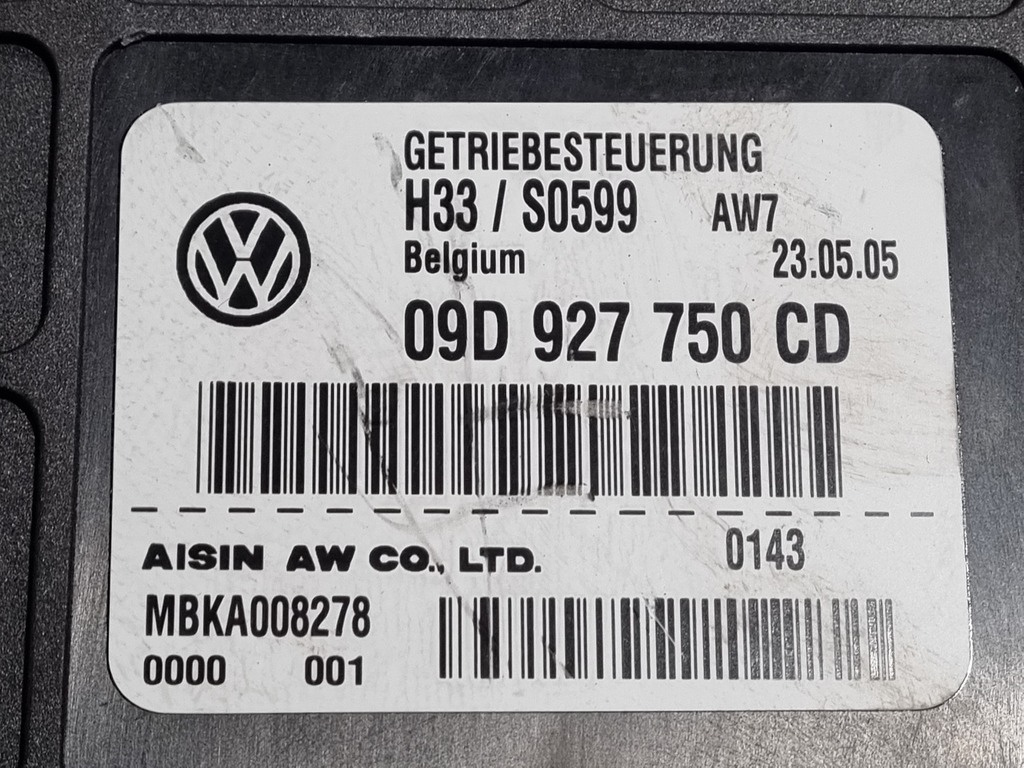 GETRIEBESTEUERUNG
H33 / S0599 AW7
Belgium 23.05.05
09D 927 750 CD
AISIN AW CO., LTD. 0143
MBKA008278
0000 001